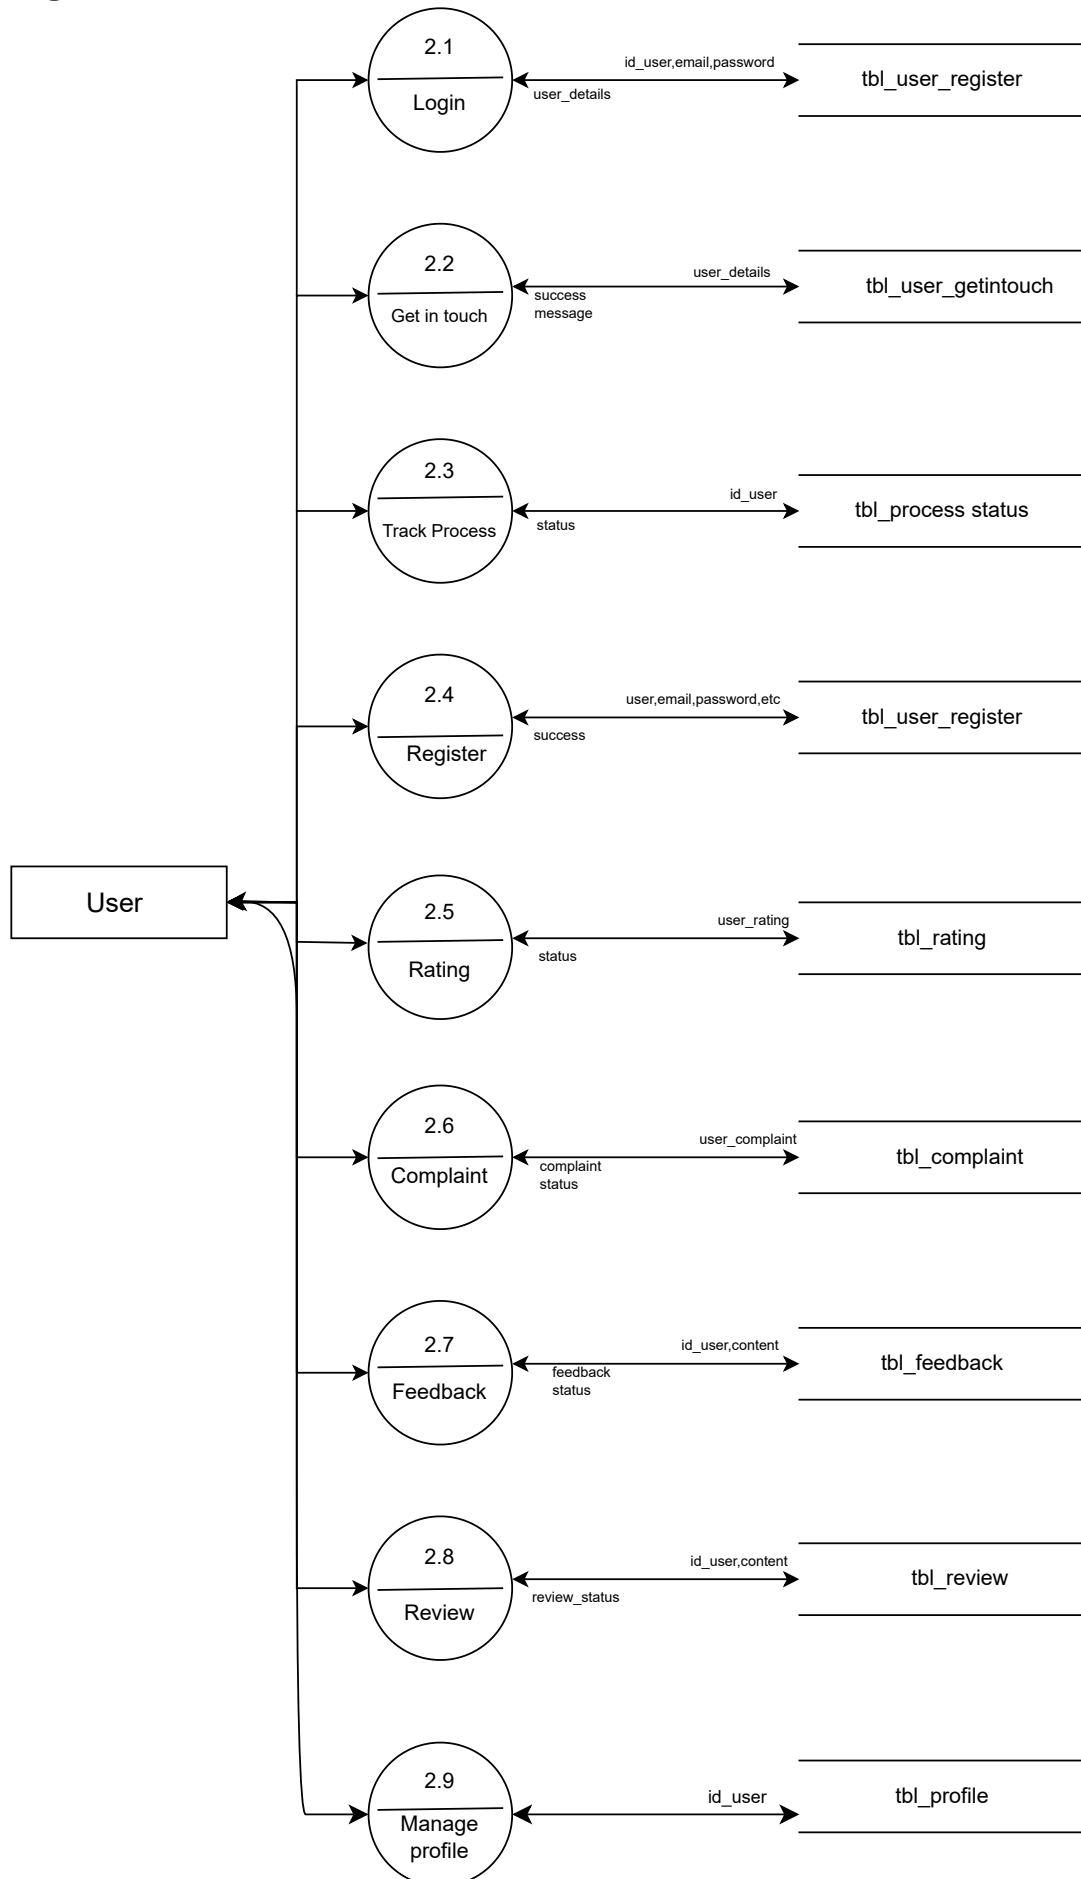 2.1
Login
id_user,email,password
user_details
tbl_user_register
2.2
Get in touch
user_details
success
message
tbl_user_getintouch
2.3
Track Process
id_user
status
tbl_process status
2.4
Register
user,email,password,etc
success
tbl_user_register
User
2.5
Rating
user_rating
status
tbl_rating
2.6
Complaint
user_complaint
complaint
status
tbl_complaint
2.7
Feedback
id_user,content
feedback
status
tbl_feedback
2.8
Review
id_user,content
review_status
tbl_review
2.9
Manage
profile
id_user
tbl_profile